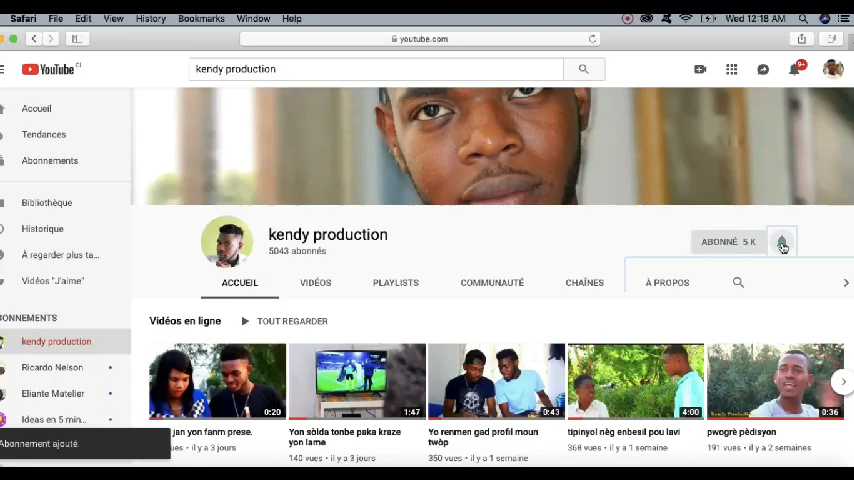 Safari File Edit View History Bookmarks Window Help Wed 12:18 AM
youtube.com
YouTube CI kendy production 9+
Accueil
Tendances
Abonnements
Bibliothèque
Historique
À regarder plus ta...
Vidéos "J'aime"
ONNEMENTS
kendy production
Ricardo Nelson
Eliante Matelier
Ideas en 5 min...
Abonnement ajouté.
kendy production
5043 abonnés
ABONNÉ 5 K
ACCUEIL VIDÉOS PLAYLISTS COMMUNAUTÉ CHAÎNES À PROPOS
Vidéos en ligne TOUT REGARDER
0:20 1:47 0:43 4:00 0:36
jan yon fanm prese.
ues • il y a 3 jours
Yon sòlda tonbe paka kraze
yon lame
140 vues • il y a 3 jours
Yo renmen gad profil moun
twòp
350 vues • il y a 1 semaine
tipinyol nèg enbesil pou lavi
368 vues • il y a 1 semaine
pwogrè pèdisyon
191 vues • il y a 2 semaines